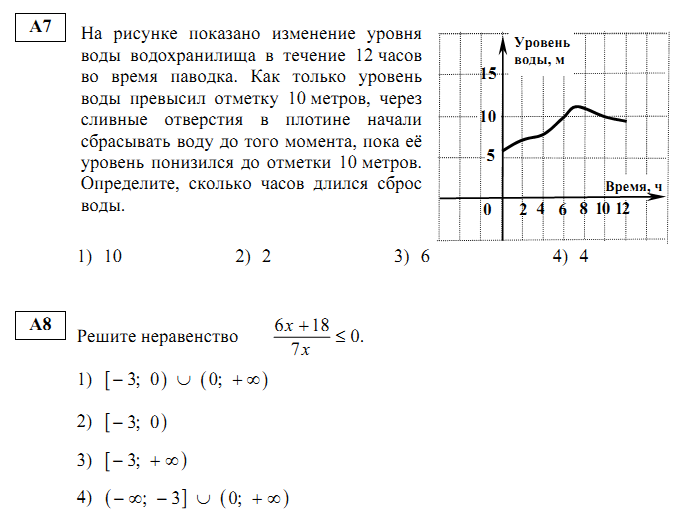 А7
На рисунке показано изменение уровня
воды водохранилища в течение 12 часов
во время паводка. Как только уровень
воды превысил отметку 10 метров, через
сливные отверстия в плотине начали
сбрасывать воду до того момента, пока её
уровень понизился до отметки 10 метров.
Определите, сколько часов длился сброс
воды.
Уровень
воды, м
15
10
5
Время, ч
0 2 4 6 8 10 12
1) 10 2) 2 3) 6 4) 4
А8
Решите неравенство (6x + 18)/(7x) ≤ 0.
1) [– 3; 0) ∪ (0; + ∞)
2) [– 3; 0)
3) [– 3; + ∞)
4) (– ∞; – 3] ∪ (0; + ∞)